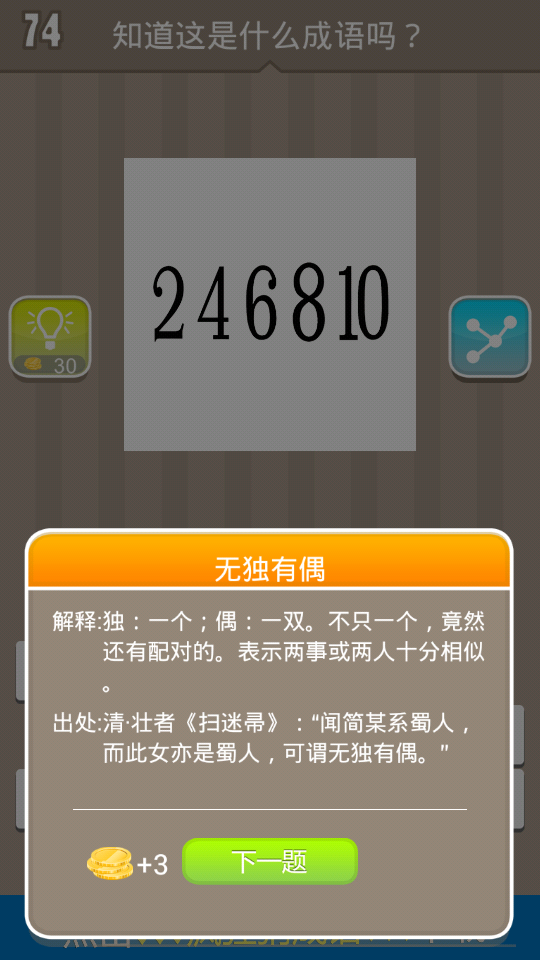 74
知道这是什么成语吗？
246810
30
无独有偶
解释:独：一个；偶：一双。不只一个，竟然
还有配对的。表示两事或两人十分相似
。
出处:清·壮者《扫迷帚》：“闻简某系蜀人，
而此女亦是蜀人，可谓无独有偶。”
+3
下一题